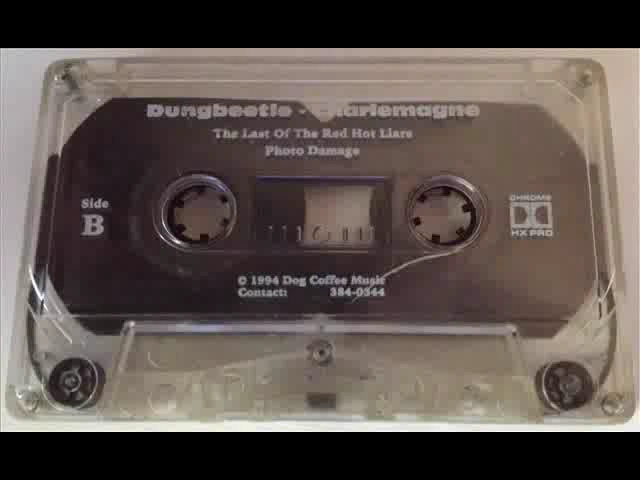 Dungbeetle - Charlemagne
The Last Of The Red Hot Liars
Photo Damage
Side
B
CHROME
HX PRO
© 1994 Dog Coffee Music
Contact: 384-0344